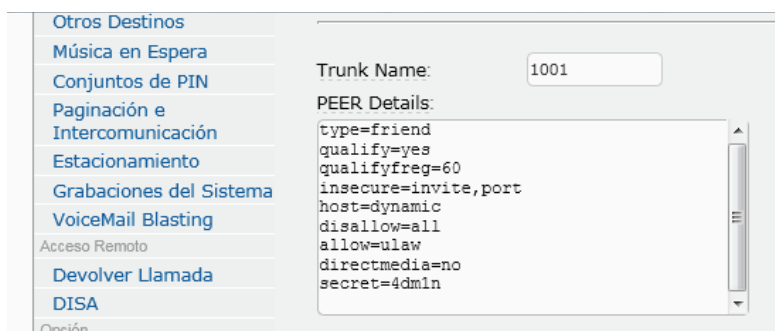 Otros Destinos
Música en Espera
Conjuntos de PIN
Paginación e
Intercomunicación
Estacionamiento
Grabaciones del Sistema
VoiceMail Blasting
Acceso Remoto
Devolver Llamada
DISA
Opción
Trunk Name: 1001
PEER Details:
type=friend
qualify=yes
qualifyfreg=60
insecure=invite,port
host=dynamic
disallow=all
allow=ulaw
directmedia=no
secret=4dm1n